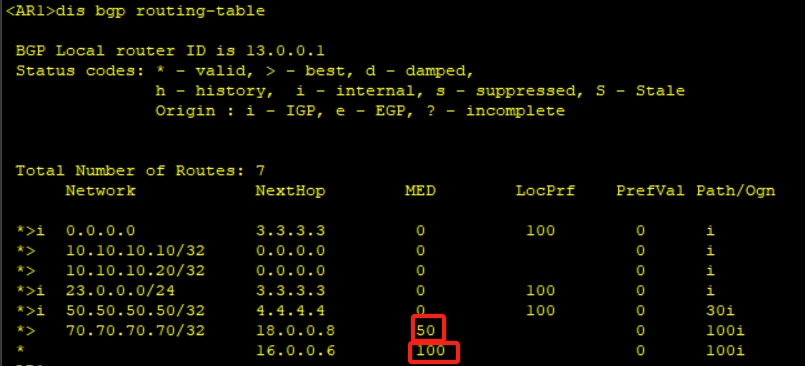 <AR1>dis bgp routing-table
BGP Local router ID is 13.0.0.1
Status codes: * - valid, > - best, d - damped,
h - history, i - internal, s - suppressed, S - Stale
Origin : i - IGP, e - EGP, ? - incomplete
Total Number of Routes: 7
Network NextHop MED LocPrf PrefVal Path/Ogn
*>i 0.0.0.0 3.3.3.3 0 100 0 i
*> 10.10.10.10/32 0.0.0.0 0 0 i
*> 10.10.10.20/32 0.0.0.0 0 0 i
*>i 23.0.0.0/24 3.3.3.3 0 100 0 i
*>i 50.50.50.50/32 4.4.4.4 0 100 0 30i
*> 70.70.70.70/32 18.0.0.8 50 0 100i
* 16.0.0.6 100 0 100i